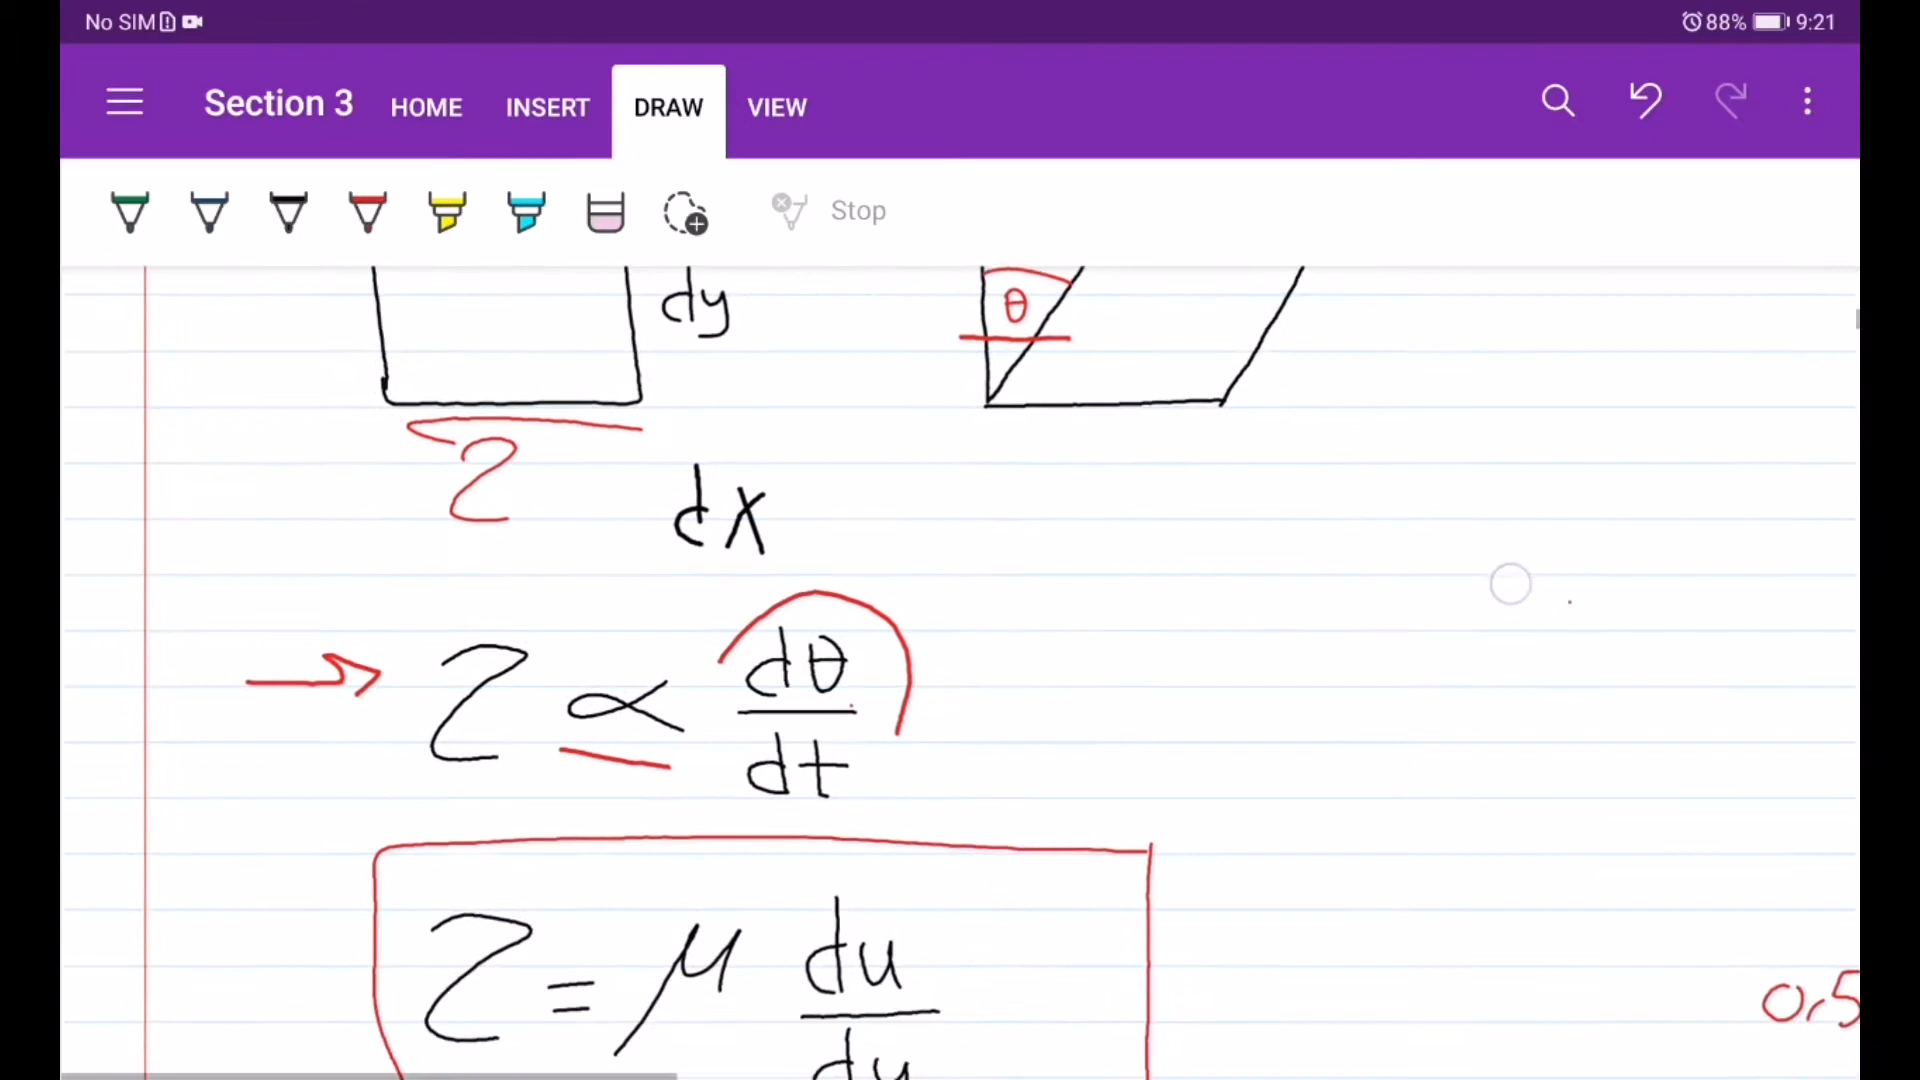 No SIM 88% 9:21
Section 3 HOME INSERT DRAW VIEW
Stop
dy θ
τ
dx
→ τ ∝ dθ/dt
τ = μ du/dy
0.5